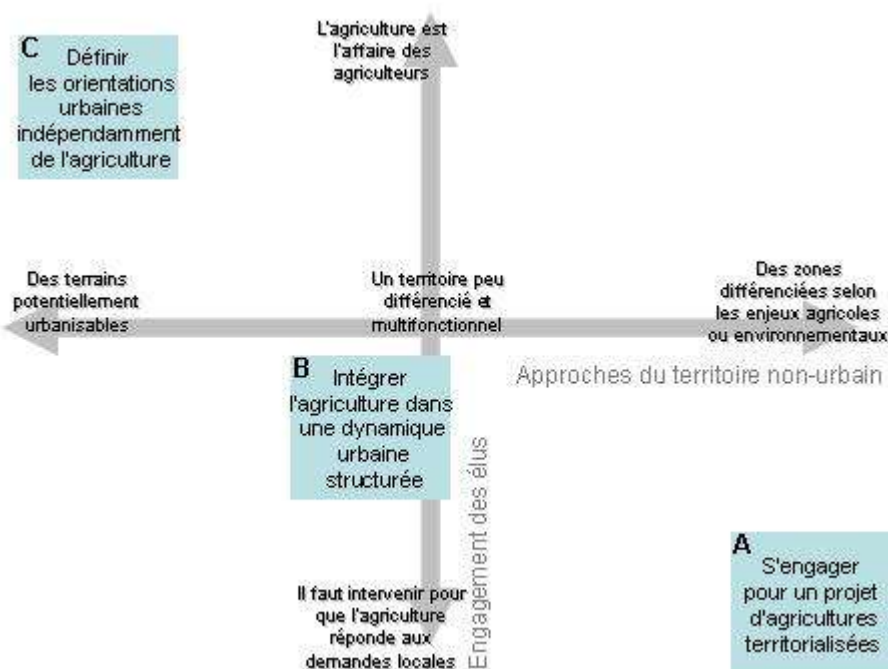 L'agriculture est
l'affaire des
agriculteurs
C
Définir
les orientations
urbaines
indépendamment
de l'agriculture
Des terrains
potentiellement
urbanisables
Un territoire peu
différencié et
multifonctionnel
Des zones
différenciées selon
les enjeux agricoles
ou environnementaux
Approches du territoire non-urbain
B
Intégrer
l'agriculture dans
une dynamique
urbaine
structurée
Engagement des élus
A
S'engager
pour un projet
d'agricultures
territorialisées
Il faut intervenir pour
que l'agriculture
réponde aux
demandes locales